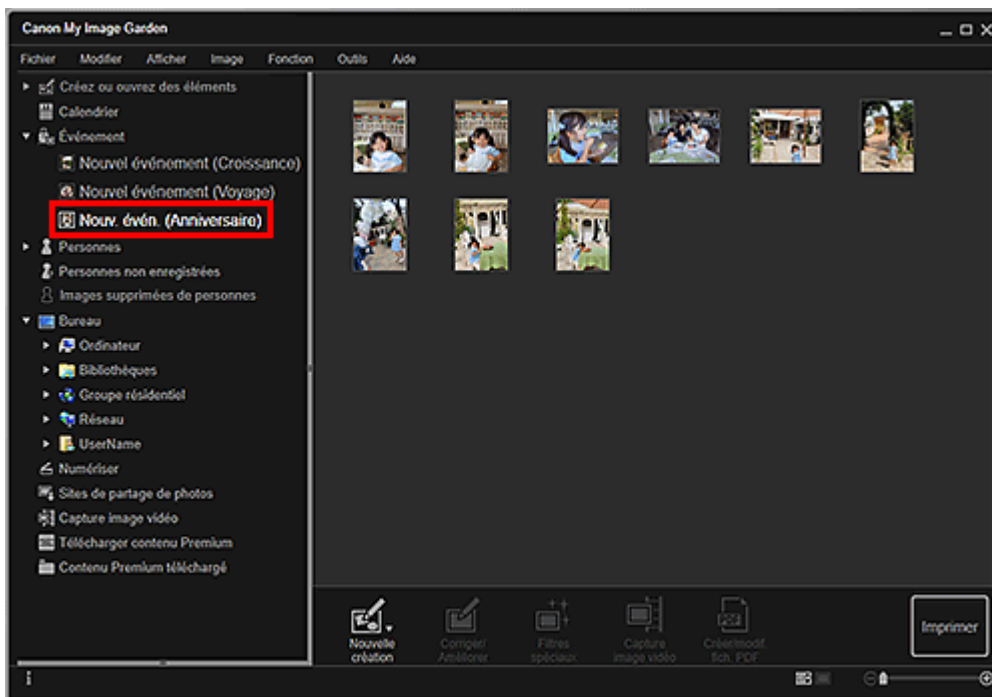 Canon My Image Garden
Fichier Modifier Afficher Image Fonction Outils Aide
Créez ou ouvrez des éléments
Calendrier
Événement
Nouvel événement (Croissance)
Nouvel événement (Voyage)
Nouv. évén. (Anniversaire)
Personnes
Personnes non enregistrées
Images supprimées de personnes
Bureau
Ordinateur
Bibliothèques
Groupe résidentiel
Réseau
UserName
Numériser
Sites de partage de photos
Capture image vidéo
Télécharger contenu Premium
Contenu Premium téléchargé
Nouvelle
création
Corriger/
Améliorer
Filtres
spéciaux
Capture
image vidéo
Créer/modif.
fich. PDF
Imprimer